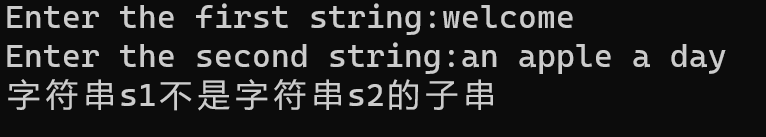 Enter the first string:welcome
Enter the second string:an apple a day
字符串s1不是字符串s2的子串